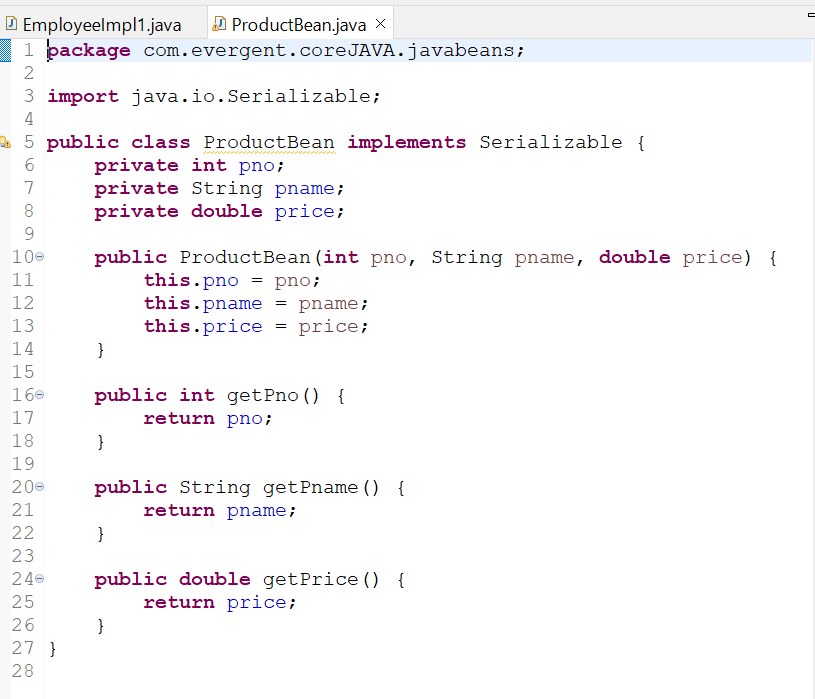 EmployeeImpl1.java ProductBean.java
1 package com.evergent.coreJAVA.javabeans;
2
3 import java.io.Serializable;
4
5 public class ProductBean implements Serializable {
6     private int pno;
7     private String pname;
8     private double price;
9
10     public ProductBean(int pno, String pname, double price) {
11         this.pno = pno;
12         this.pname = pname;
13         this.price = price;
14     }
15
16     public int getPno() {
17         return pno;
18     }
19
20     public String getPname() {
21         return pname;
22     }
23
24     public double getPrice() {
25         return price;
26     }
27 }
28